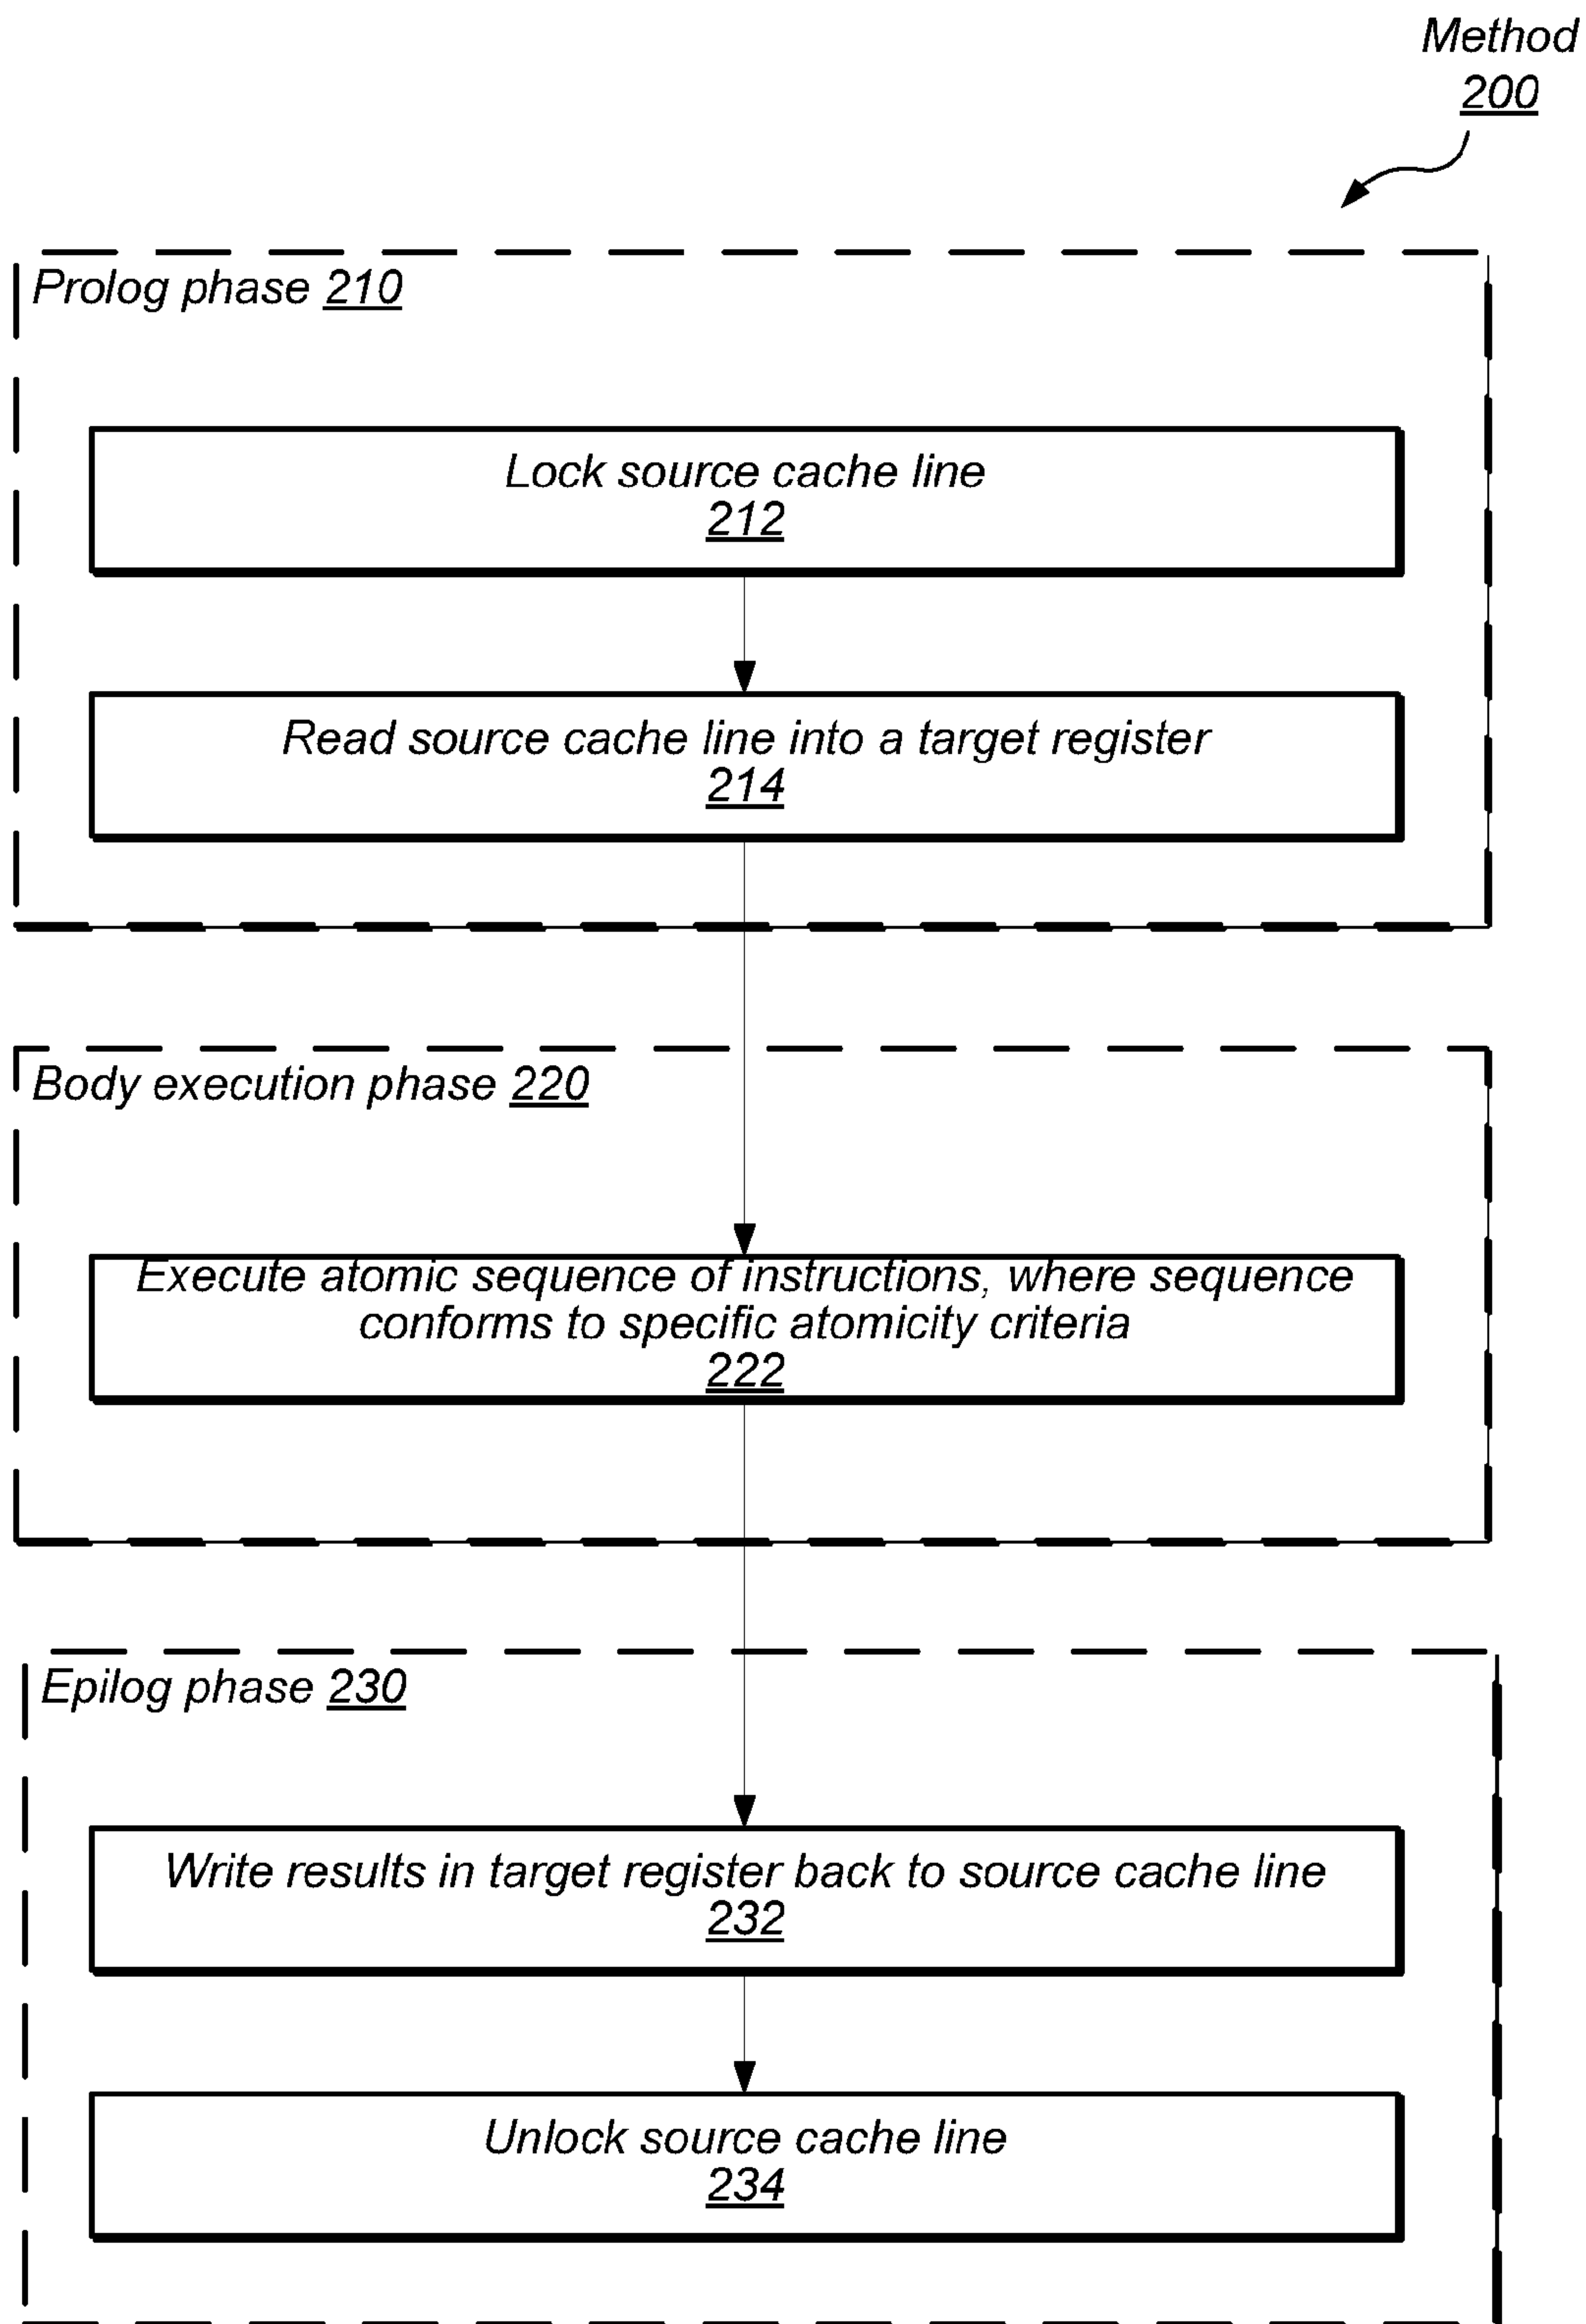 Method
200
Prolog phase 210
Lock source cache line
212
Read source cache line into a target register
214
Body execution phase 220
Execute atomic sequence of instructions, where sequence
conforms to specific atomicity criteria
222
Epilog phase 230
Write results in target register back to source cache line
232
Unlock source cache line
234